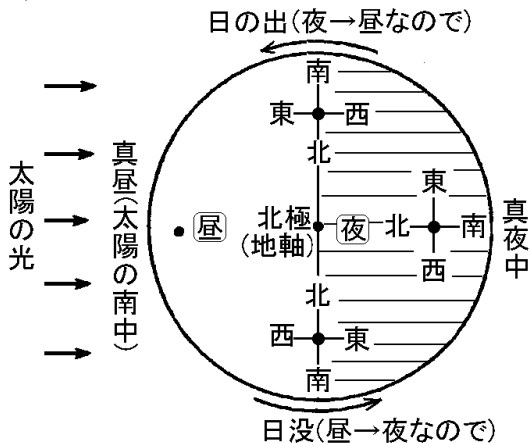 日の出(夜→昼なので)
南
東
西
北
太陽の光
真昼(太陽の南中)
昼
北極
(地軸)
夜
東
北
南
西
真夜中
北
西
東
南
日没(昼→夜なので)